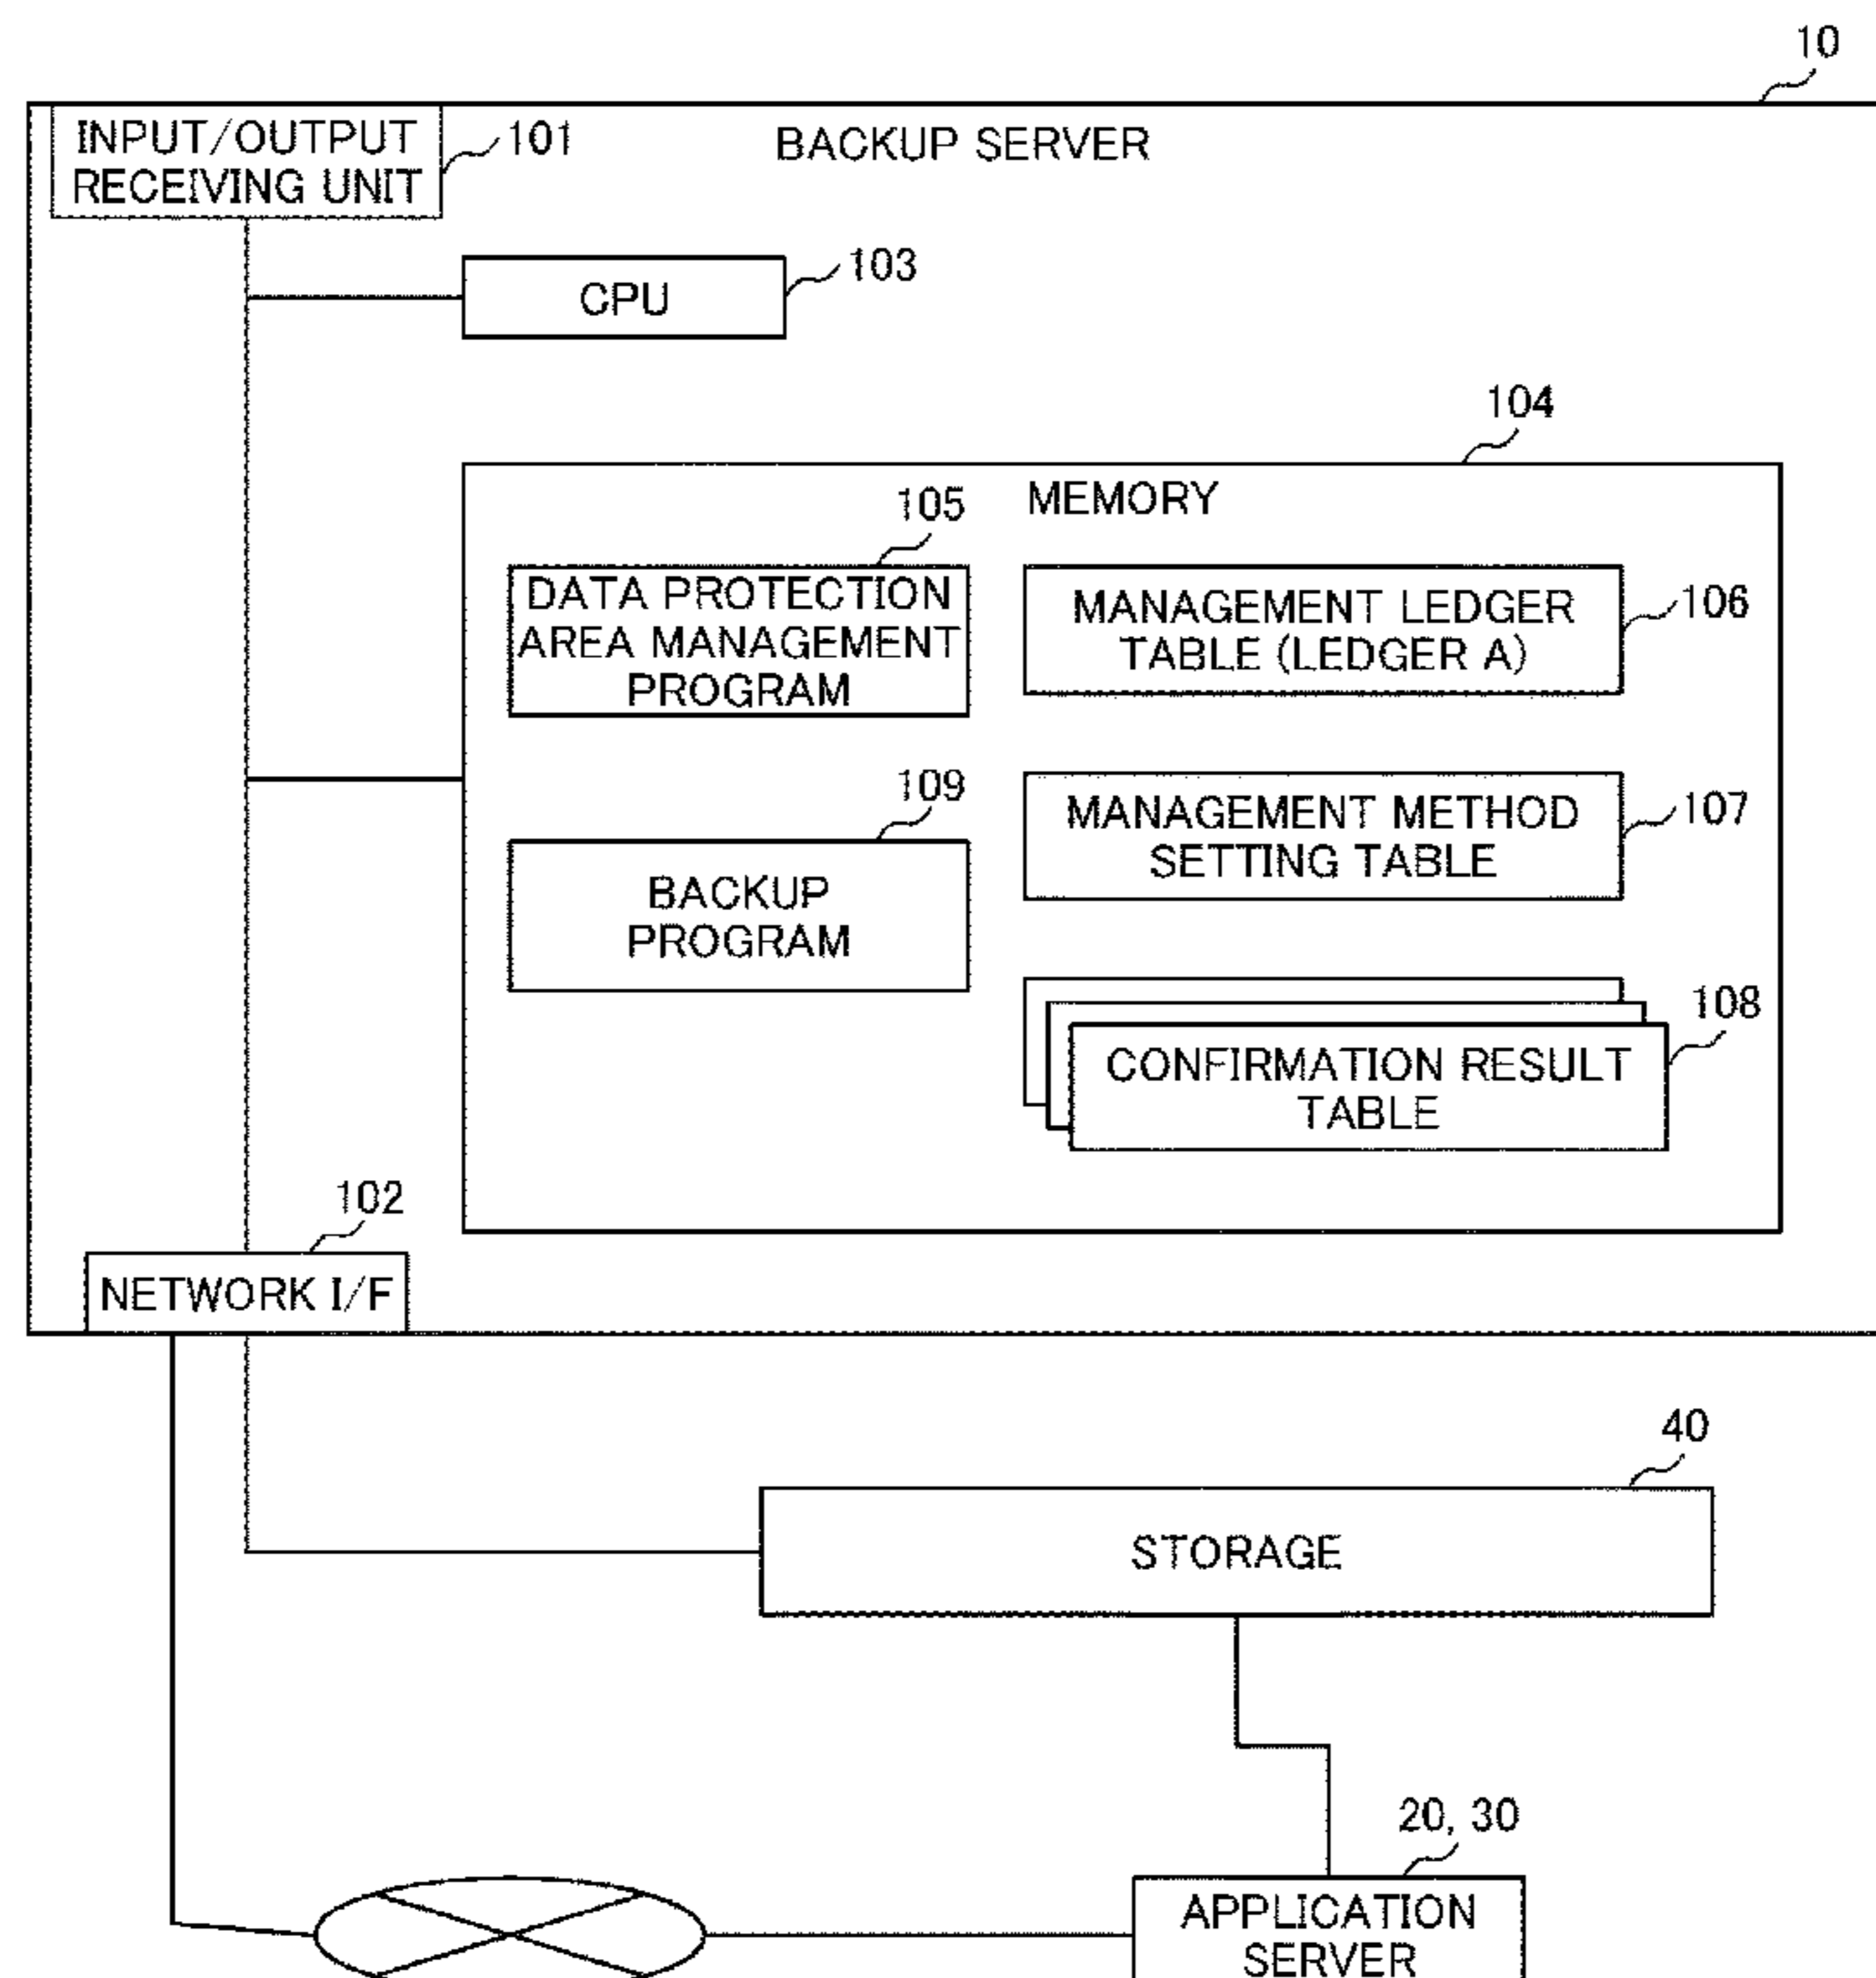 10
INPUT/OUTPUT
RECEIVING UNIT
101
BACKUP SERVER
CPU
103
104
MEMORY
105
DATA PROTECTION
AREA MANAGEMENT
PROGRAM
MANAGEMENT LEDGER
TABLE (LEDGER A)
106
109
BACKUP
PROGRAM
MANAGEMENT METHOD
SETTING TABLE
107
108
CONFIRMATION RESULT
TABLE
102
NETWORK I/F
40
STORAGE
20, 30
APPLICATION
SERVER